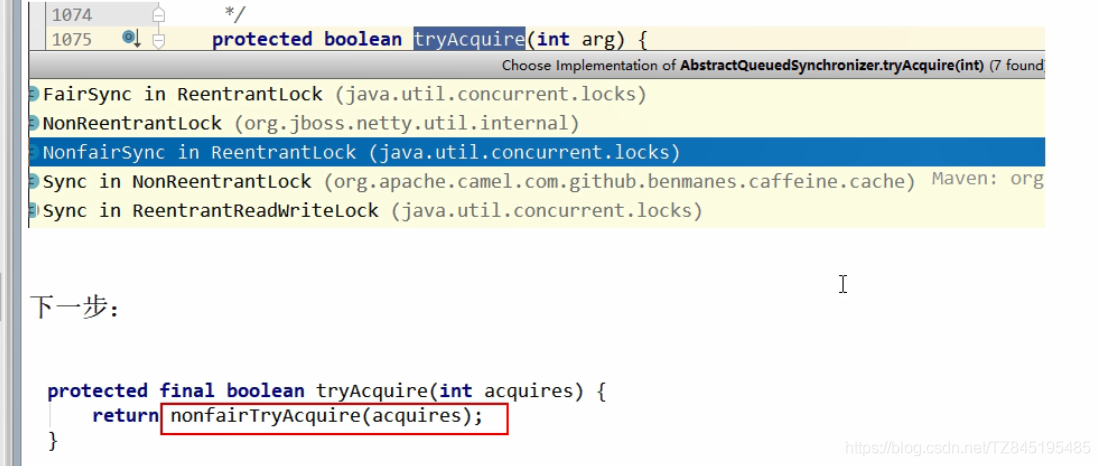 1074 */
1075 protected boolean tryAcquire(int arg) {
Choose Implementation of AbstractQueuedSynchronizer.tryAcquire(int) (7 found)
FairSync in ReentrantLock (java.util.concurrent.locks)
NonReentrantLock (org.jboss.netty.util.internal)
NonfairSync in ReentrantLock (java.util.concurrent.locks)
Sync in NonReentrantLock (org.apache.camel.com.github.benmanes.caffeine.cache) Maven: org
Sync in ReentrantReadWriteLock (java.util.concurrent.locks)
下一步：
protected final boolean tryAcquire(int acquires) {
return nonfairTryAcquire(acquires);
}
https://blog.csdn.net/TZ845195485